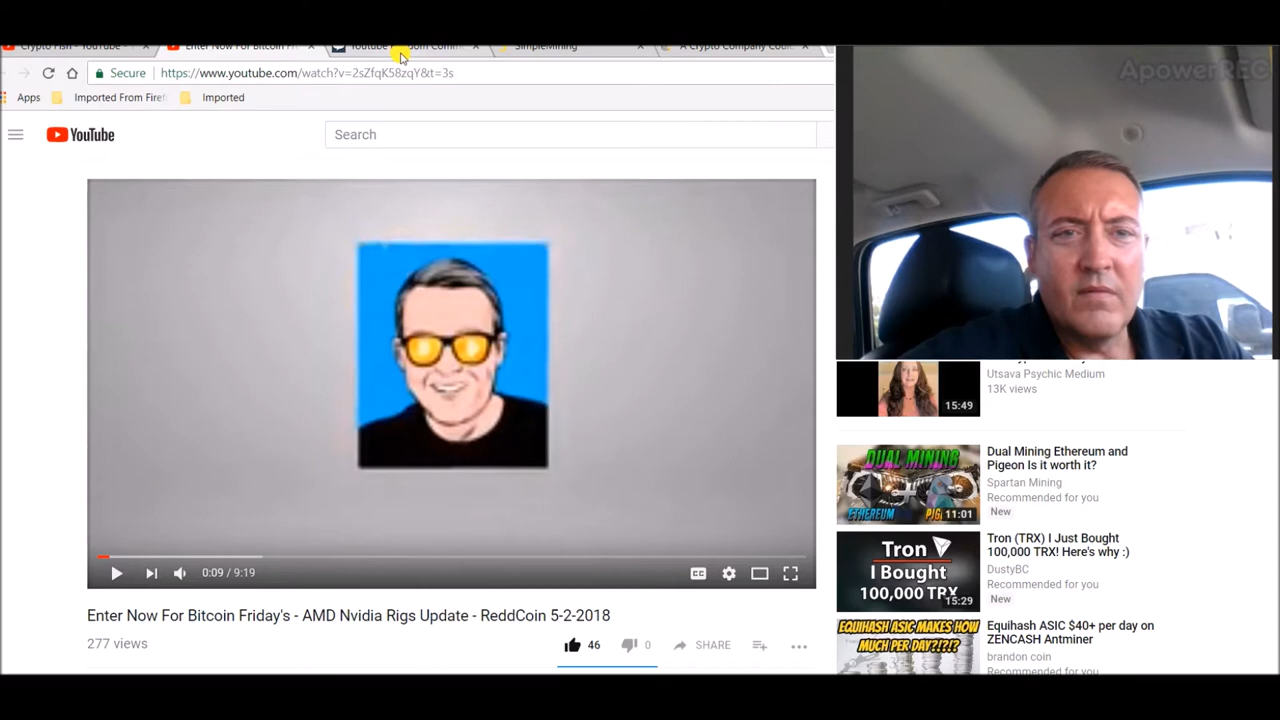 Crypto Fish - YouTube
Enter Now For Bitcoin Fri
Youtube
SimpleMining
A Crypto Company
Secure
https://www.youtube.com/watch?v=2sZfqK58zqY&t=3s
Apps
Imported From Firef
Imported
ApowerREC
YouTube
Search
0:09 / 9:19
CC
Enter Now For Bitcoin Friday's - AMD Nvidia Rigs Update - ReddCoin 5-2-2018
277 views
46
0
SHARE
Utsava Psychic Medium
13K views
15:49
DUAL MINING
ETHEREUM
PIG
11:01
Dual Mining Ethereum and
Pigeon Is it worth it?
Spartan Mining
Recommended for you
New
Tron
I Bought
100,000 TRX
15:29
Tron (TRX) I Just Bought
100,000 TRX! Here's why :)
DustyBC
Recommended for you
New
EQUIHASH ASIC MAKES HOW
MUCH PER DAY?!?!?
Equihash ASIC $40+ per day on
ZENCASH Antminer
brandon coin